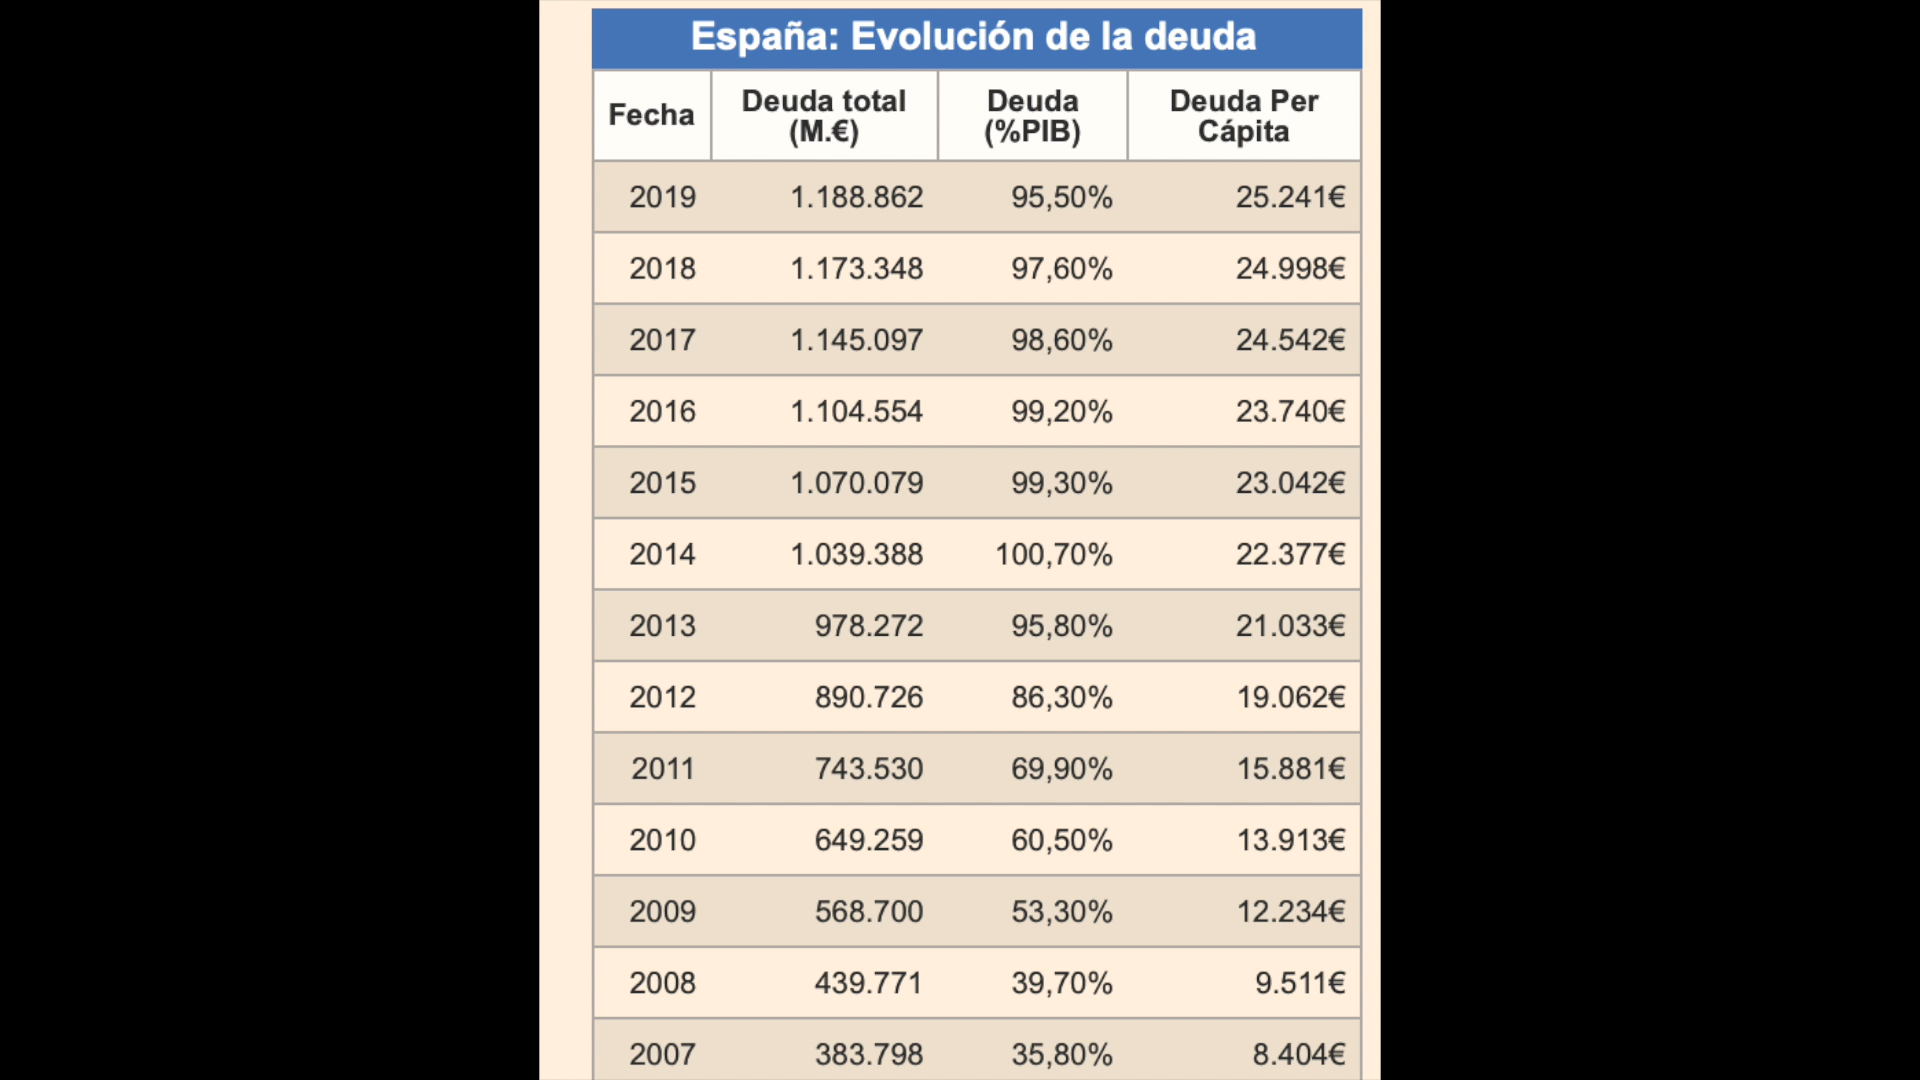 España: Evolución de la deuda
Fecha Deuda total (M.€) Deuda (%PIB) Deuda Per Cápita
2019 1.188.862 95,50% 25.241€
2018 1.173.348 97,60% 24.998€
2017 1.145.097 98,60% 24.542€
2016 1.104.554 99,20% 23.740€
2015 1.070.079 99,30% 23.042€
2014 1.039.388 100,70% 22.377€
2013 978.272 95,80% 21.033€
2012 890.726 86,30% 19.062€
2011 743.530 69,90% 15.881€
2010 649.259 60,50% 13.913€
2009 568.700 53,30% 12.234€
2008 439.771 39,70% 9.511€
2007 383.798 35,80% 8.404€